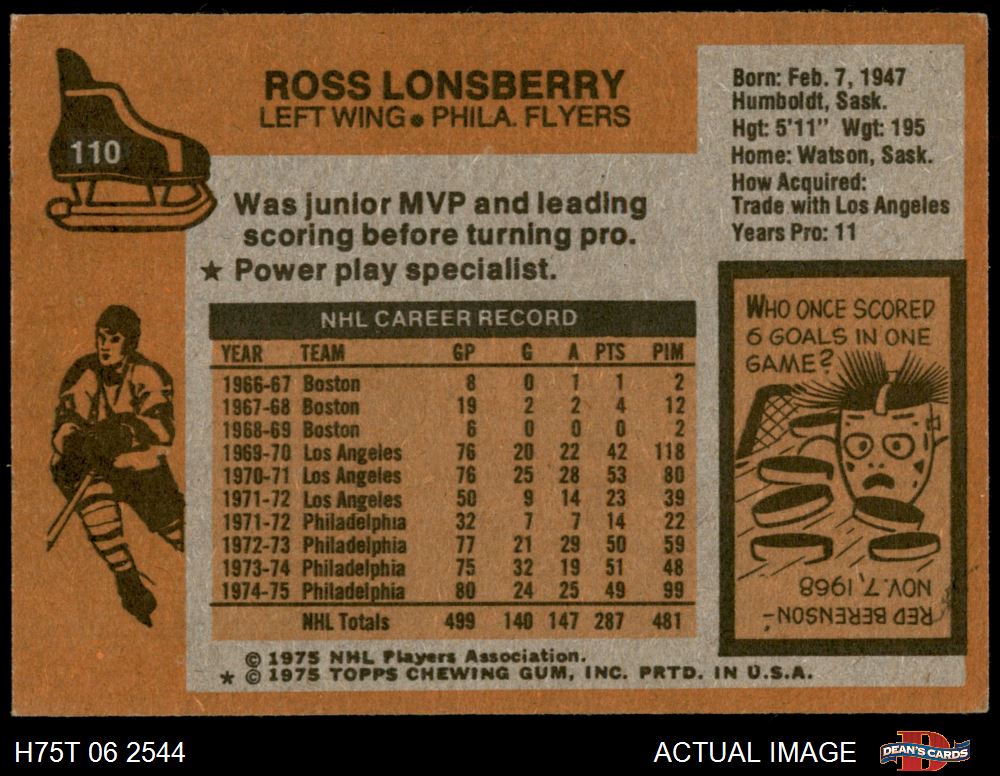 110
ROSS LONSBERRY
LEFT WING • PHILA. FLYERS
Born: Feb. 7, 1947
Humboldt, Sask.
Hgt: 5'11" Wgt: 195
Home: Watson, Sask.
How Acquired:
Trade with Los Angeles
Years Pro: 11
Was junior MVP and leading
scoring before turning pro.
★ Power play specialist.
NHL CAREER RECORD
YEAR TEAM GP G A PTS PIM
1966-67 Boston 8 0 1 1 2
1967-68 Boston 19 2 2 4 12
1968-69 Boston 6 0 0 0 2
1969-70 Los Angeles 76 20 22 42 118
1970-71 Los Angeles 76 25 28 53 80
1971-72 Los Angeles 50 9 14 23 39
1971-72 Philadelphia 32 7 7 14 22
1972-73 Philadelphia 77 21 29 50 59
1973-74 Philadelphia 75 32 19 51 48
1974-75 Philadelphia 80 24 25 49 99
NHL Totals 499 140 147 287 481
© 1975 NHL Players Association.
★ © 1975 TOPPS CHEWING GUM, INC. PRTD. IN U.S.A.
WHO ONCE SCORED
6 GOALS IN ONE
GAME?
RED BERENSON–
NOV. 7, 1968
H75T 06 2544
ACTUAL IMAGE
D
DEAN'S CARDS